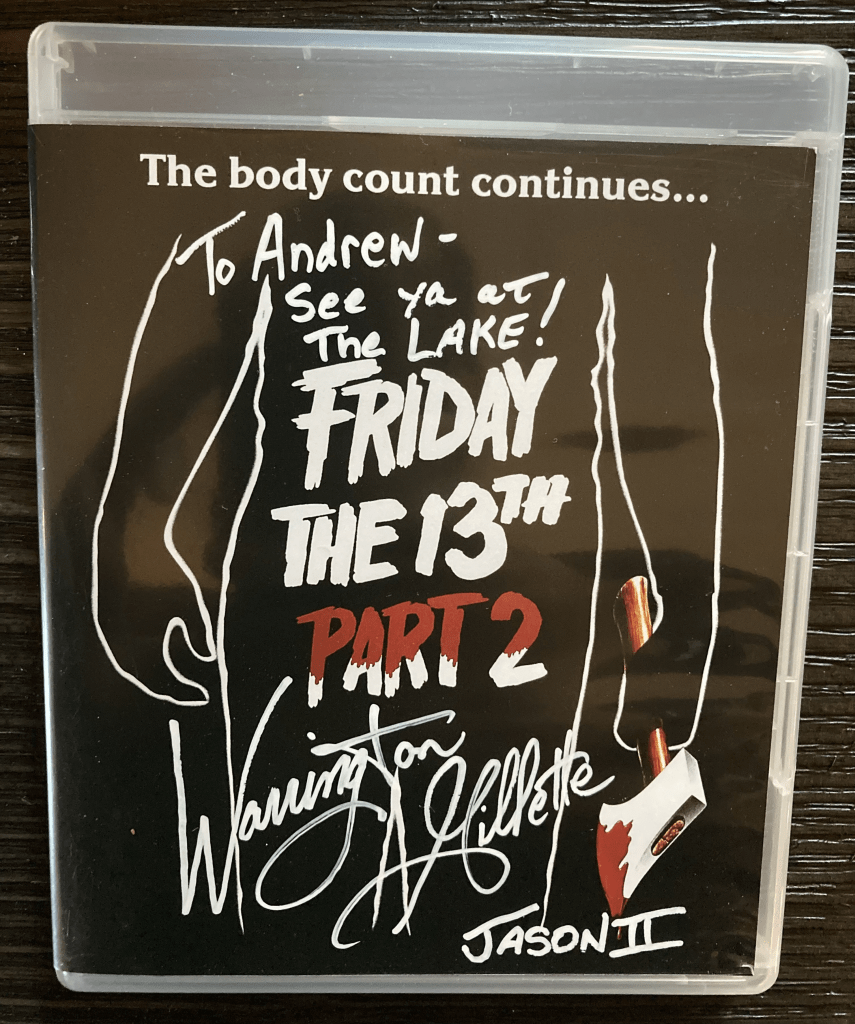 The body count continues...
To Andrew-
See ya at
The LAKE!
FRIDAY
THE 13TH
PART 2
Warrington Gillette
JASON II